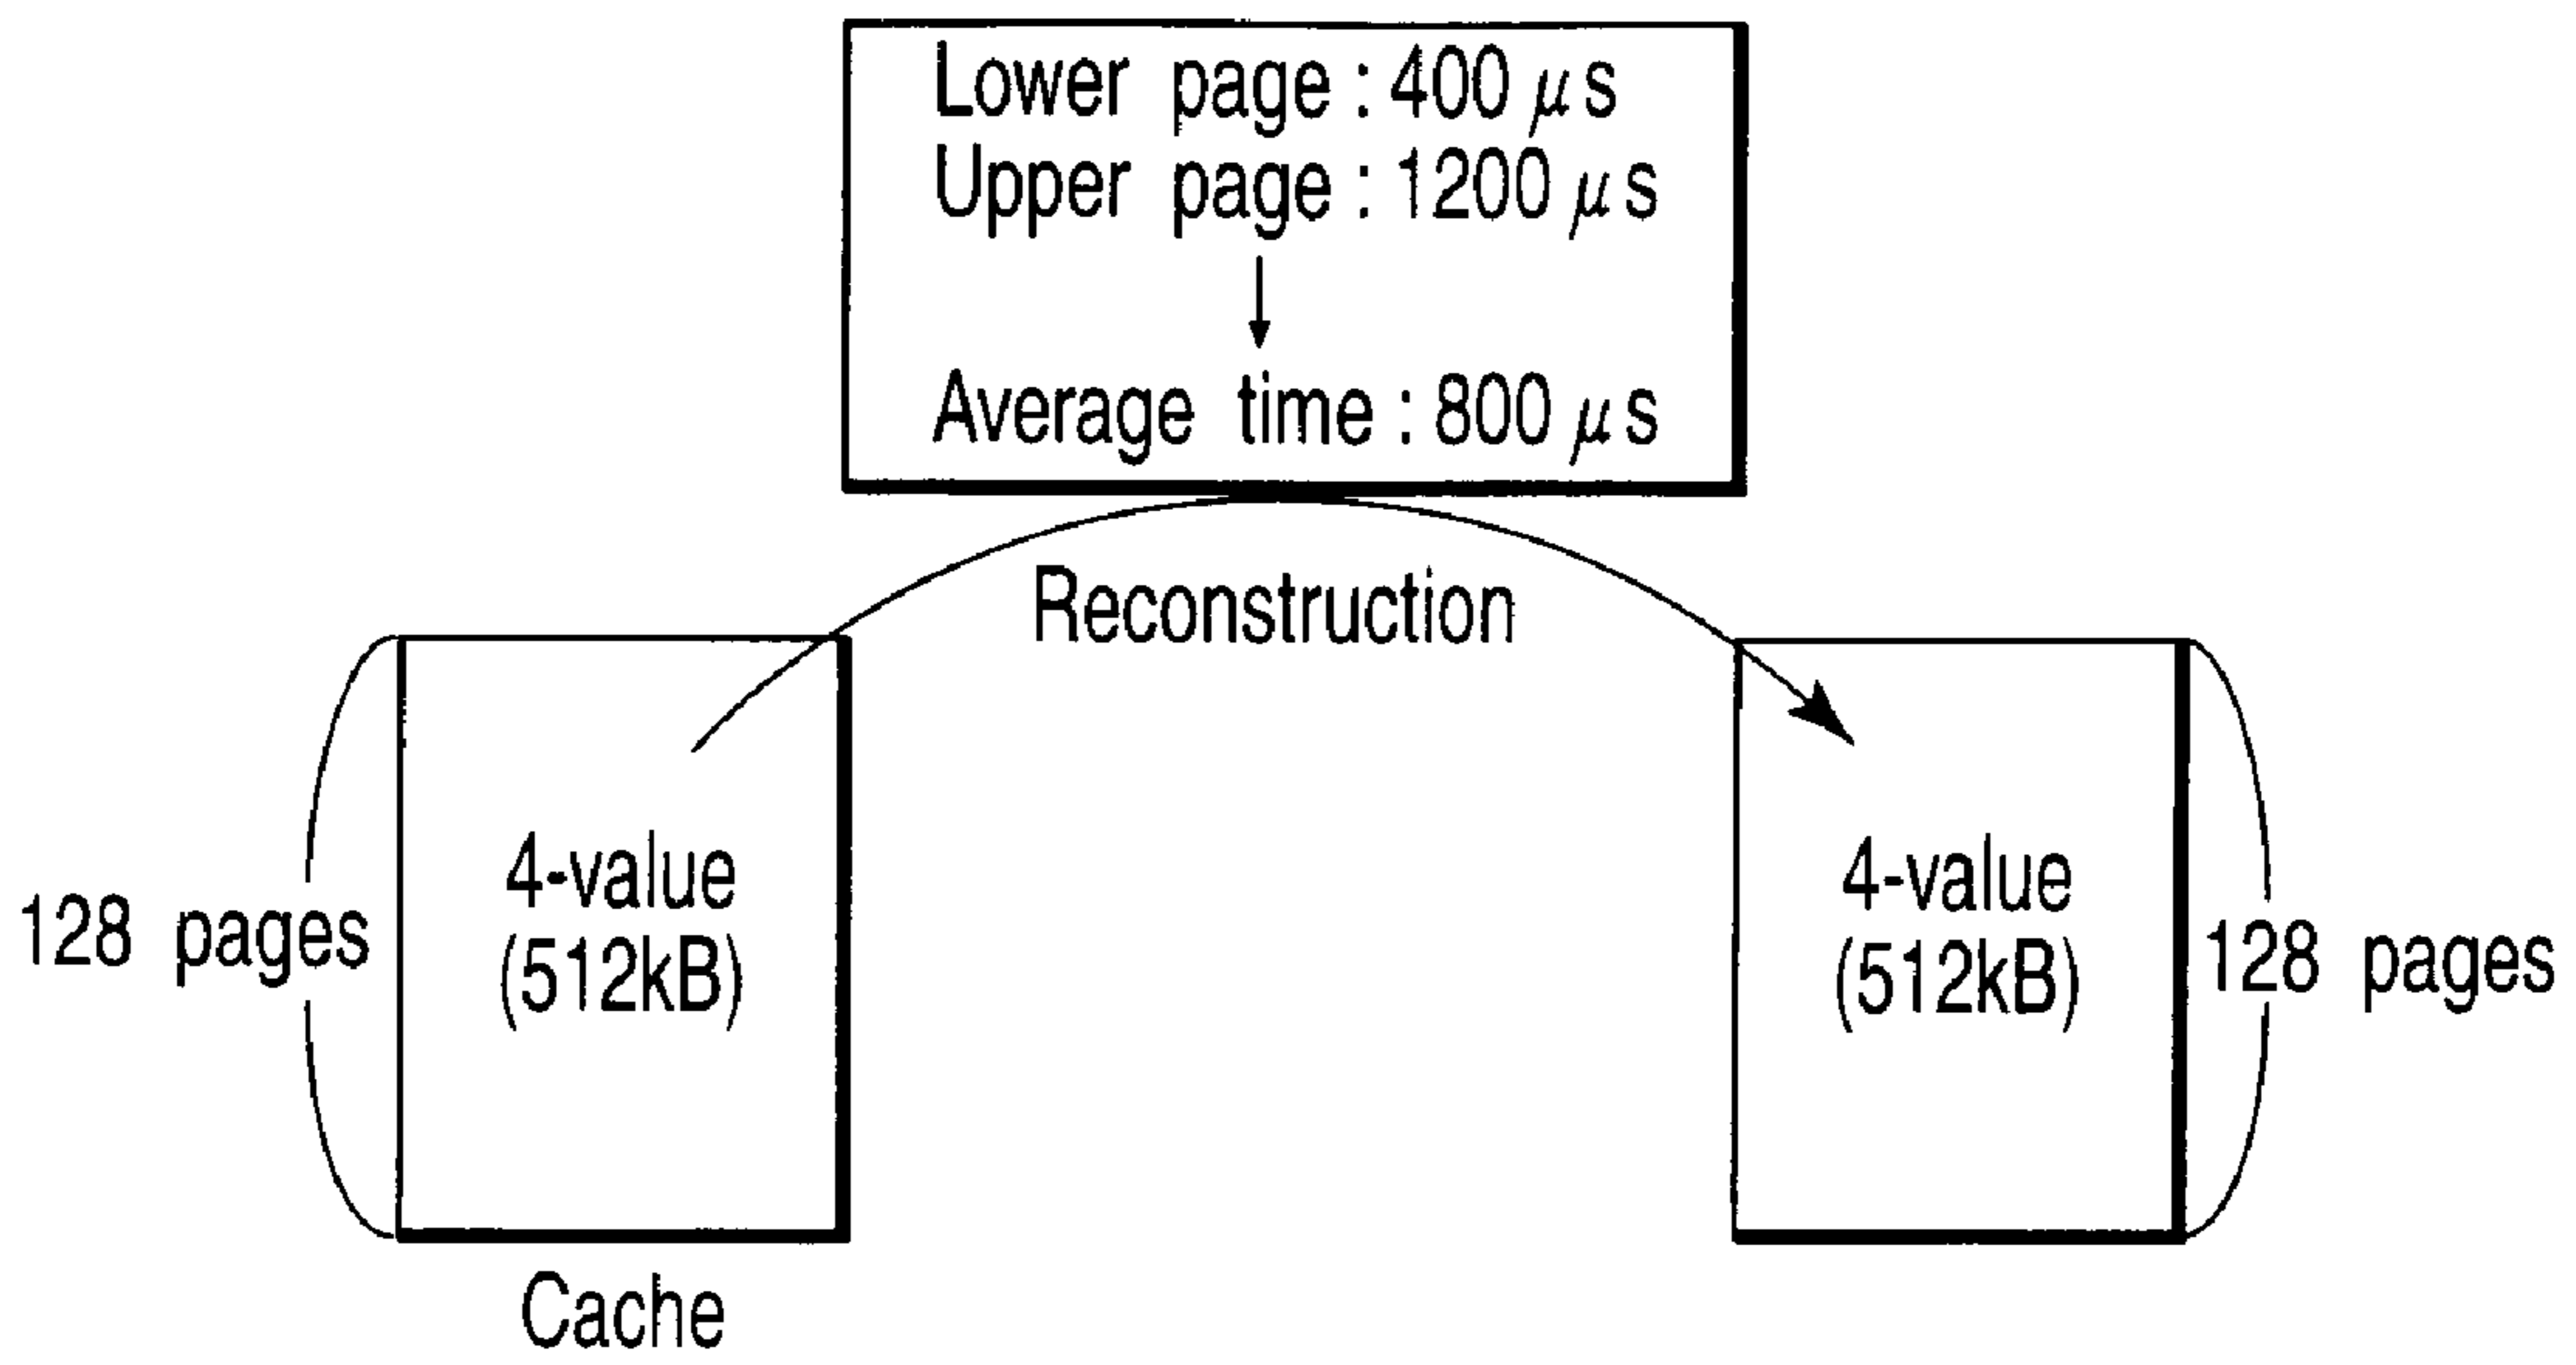 Lower page : 400 μs
Upper page : 1200 μs
Average time : 800 μs
Reconstruction
128 pages
4-value
(512kB)
Cache
4-value
(512kB)
128 pages